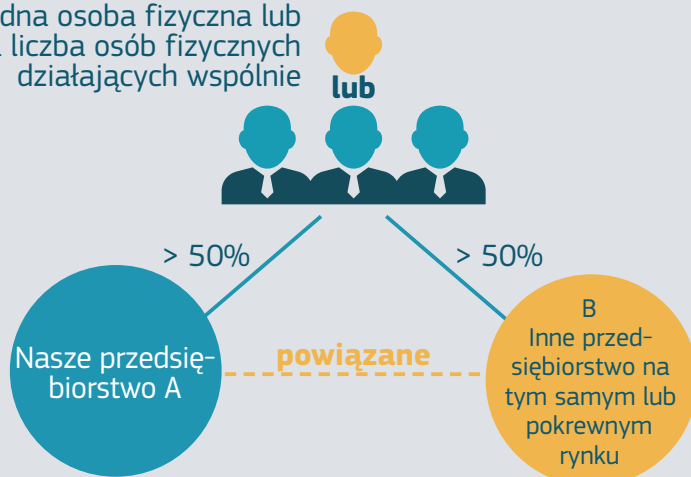 dna osoba fizyczna lub
liczba osób fizycznych
działających wspólnie
lub
> 50%
> 50%
Nasze przedsię-
biorstwo A
powiązane
B
Inne przed-
siębiorstwo na
tym samym lub
pokrewnym
rynku